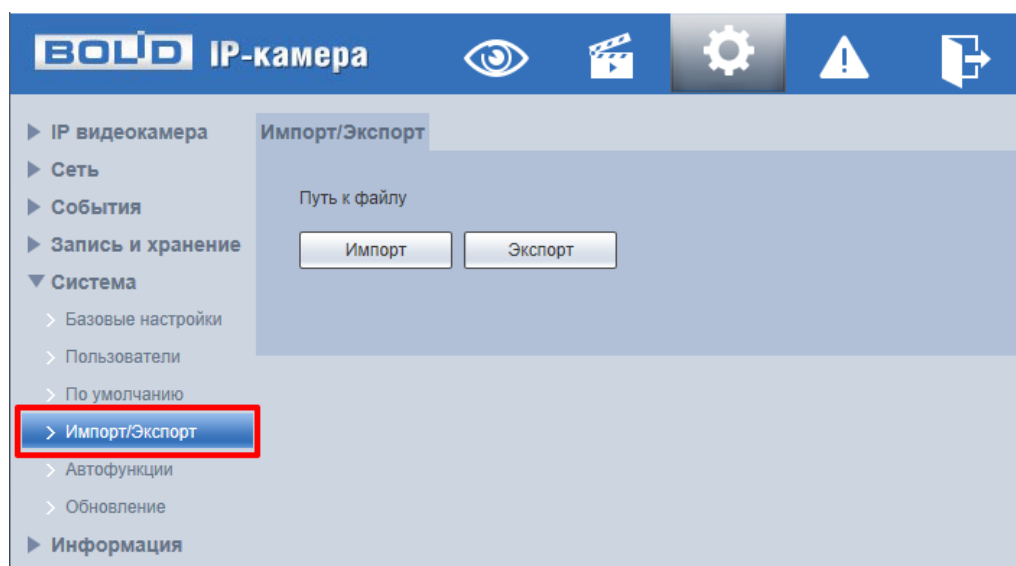 BOLID IP-камера
IP видеокамера
Сеть
События
Запись и хранение
Система
Базовые настройки
Пользователи
По умолчанию
Импорт/Экспорт
Автофункции
Обновление
Информация
Импорт/Экспорт
Путь к файлу
Импорт Экспорт